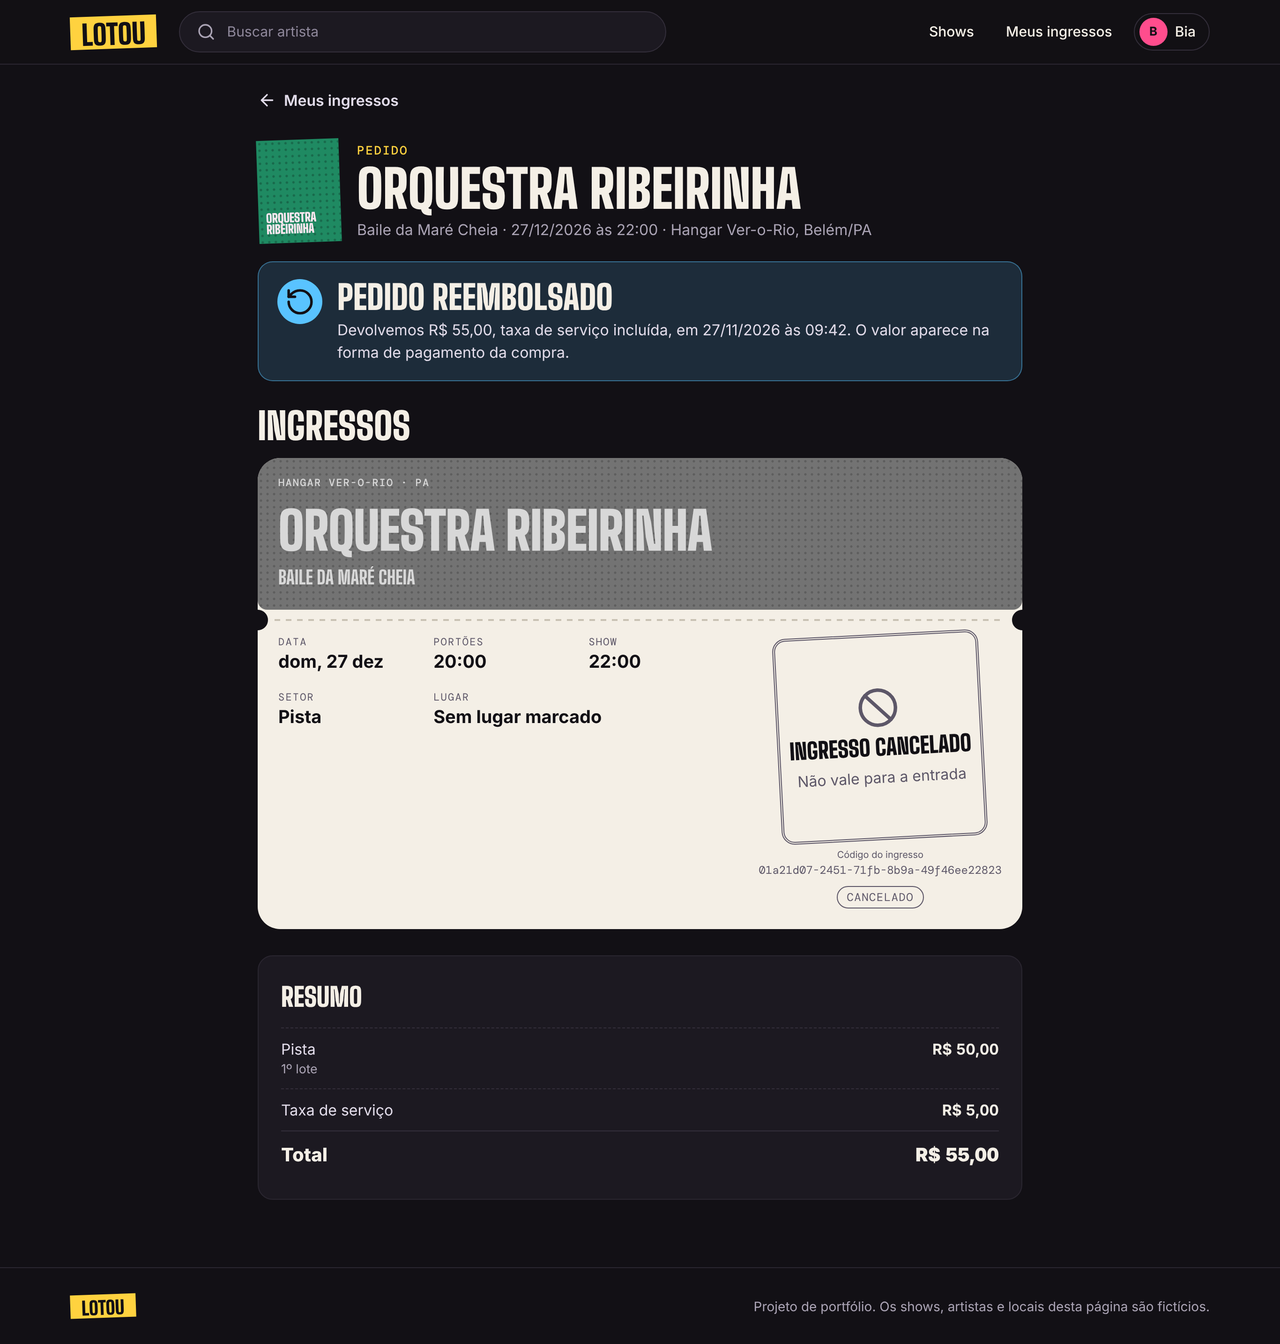 LOTOU
Buscar artista
Shows
Meus ingressos
B
Bia
Meus ingressos
ORQUESTRA
RIBEIRINHA
PEDIDO
ORQUESTRA RIBEIRINHA
Baile da Maré Cheia · 27/12/2026 às 22:00 · Hangar Ver-o-Rio, Belém/PA
PEDIDO REEMBOLSADO
Devolvemos R$ 55,00, taxa de serviço incluída, em 27/11/2026 às 09:42. O valor aparece na
forma de pagamento da compra.
INGRESSOS
HANGAR VER-O-RIO · PA
ORQUESTRA RIBEIRINHA
BAILE DA MARÉ CHEIA
DATA
dom, 27 dez
PORTÕES
20:00
SHOW
22:00
SETOR
Pista
LUGAR
Sem lugar marcado
INGRESSO CANCELADO
Não vale para a entrada
Código do ingresso
01a21d07-2451-71fb-8b9a-49f46ee22823
CANCELADO
RESUMO
Pista
R$ 50,00
1º lote
Taxa de serviço
R$ 5,00
Total
R$ 55,00
LOTOU
Projeto de portfólio. Os shows, artistas e locais desta página são fictícios.